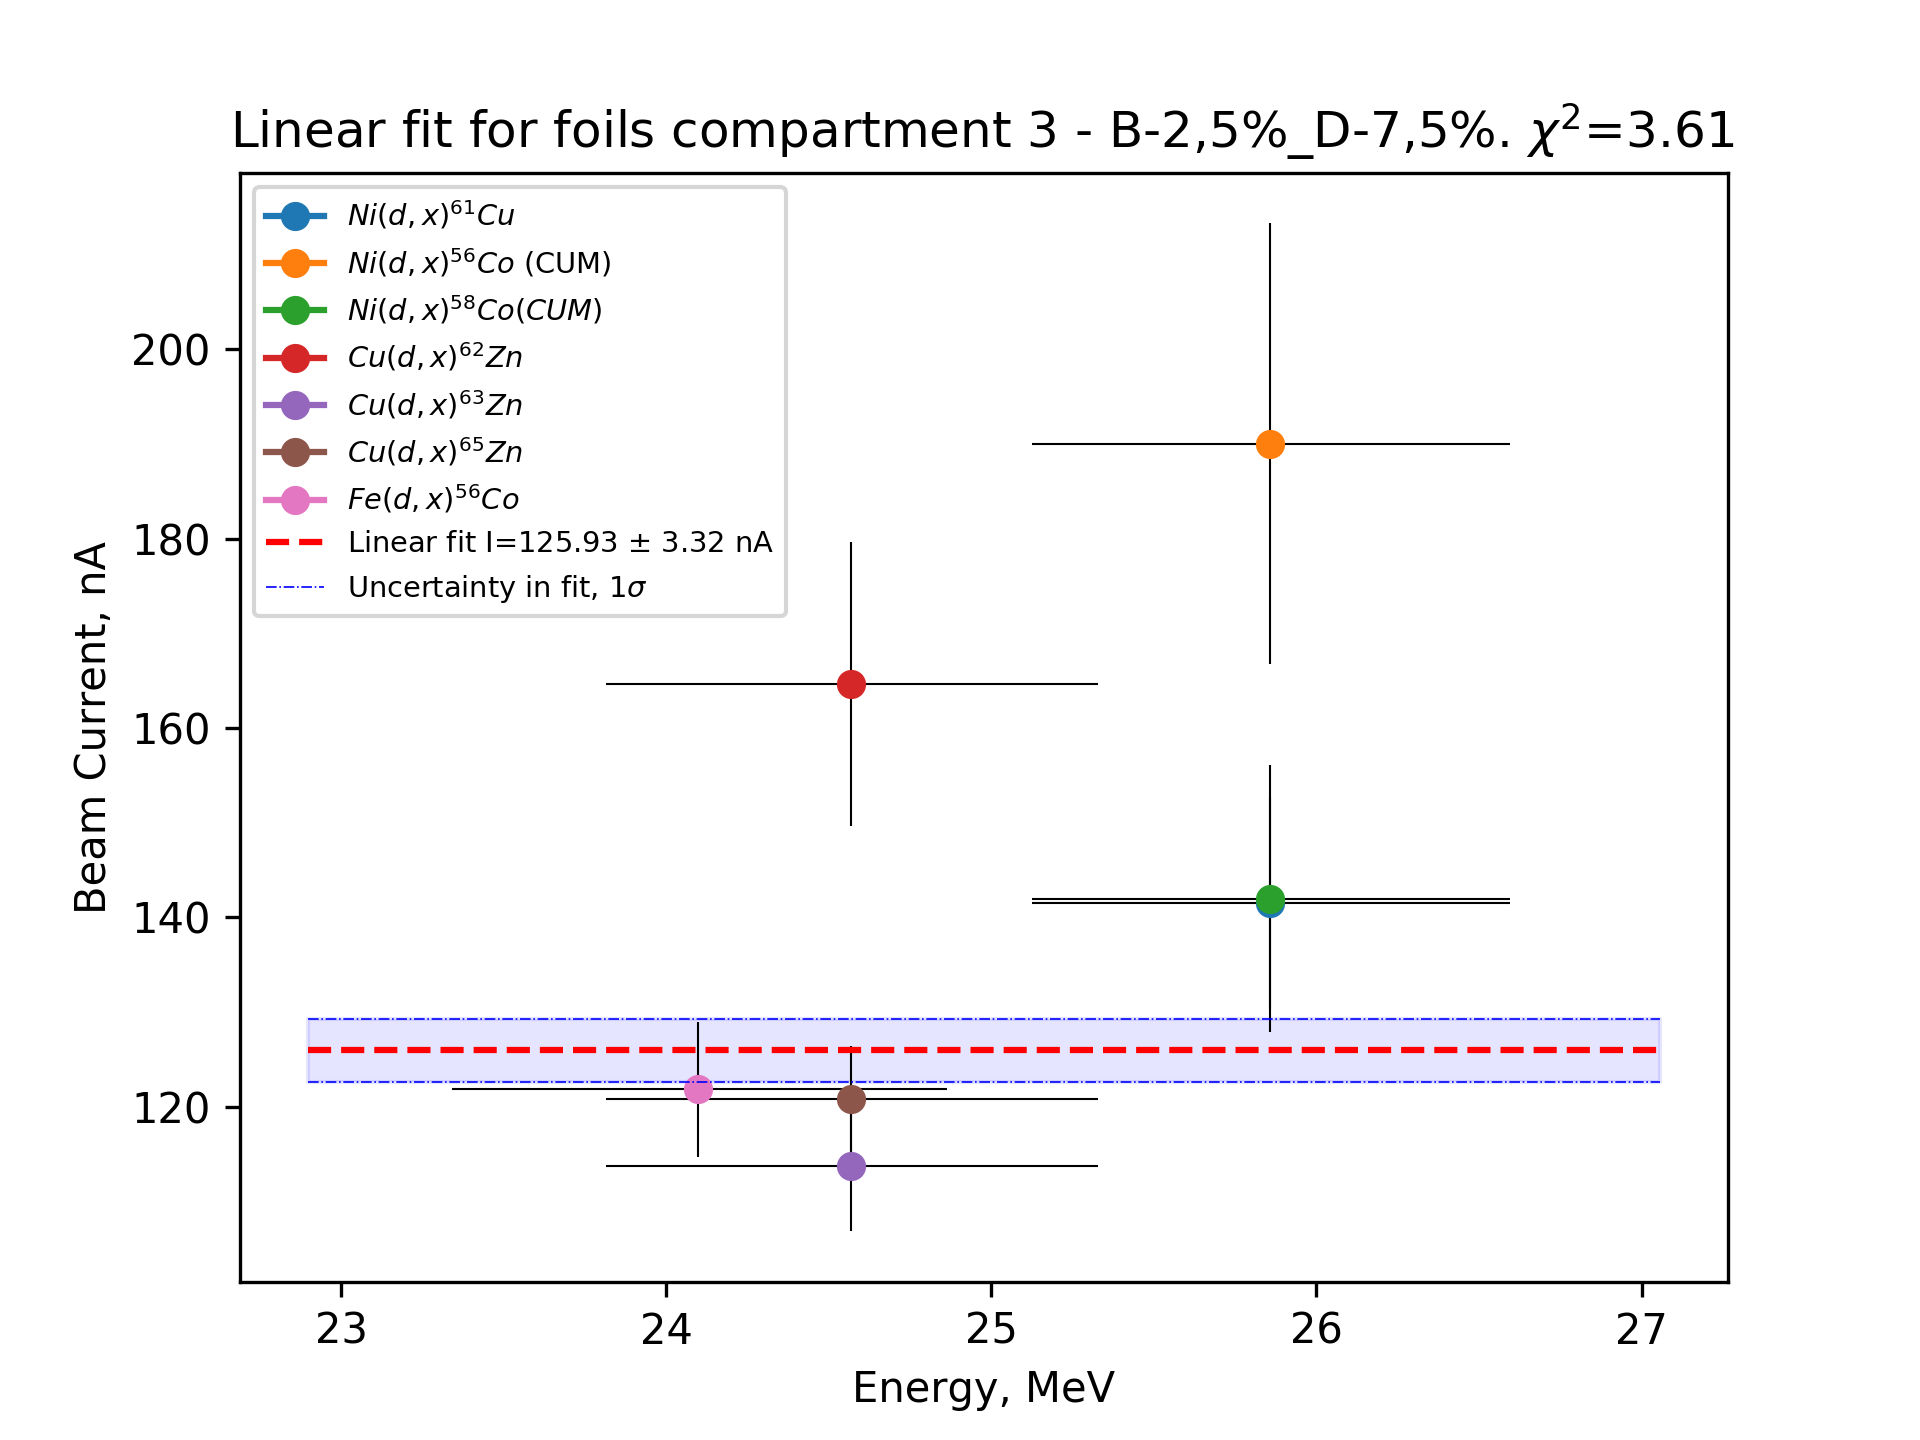 Linear fit for foils compartment 3 - B-2,5%_D-7,5%. χ²=3.61
Ni(d, x)⁶¹Cu
Ni(d, x)⁵⁶Co (CUM)
Ni(d, x)⁵⁸Co(CUM)
Cu(d, x)⁶²Zn
Cu(d, x)⁶³Zn
Cu(d, x)⁶⁵Zn
Fe(d, x)⁵⁶Co
Linear fit I=125.93 ± 3.32 nA
Uncertainty in fit, 1σ
Beam Current, nA
200
180
160
140
120
23 24 25 26 27
Energy, MeV